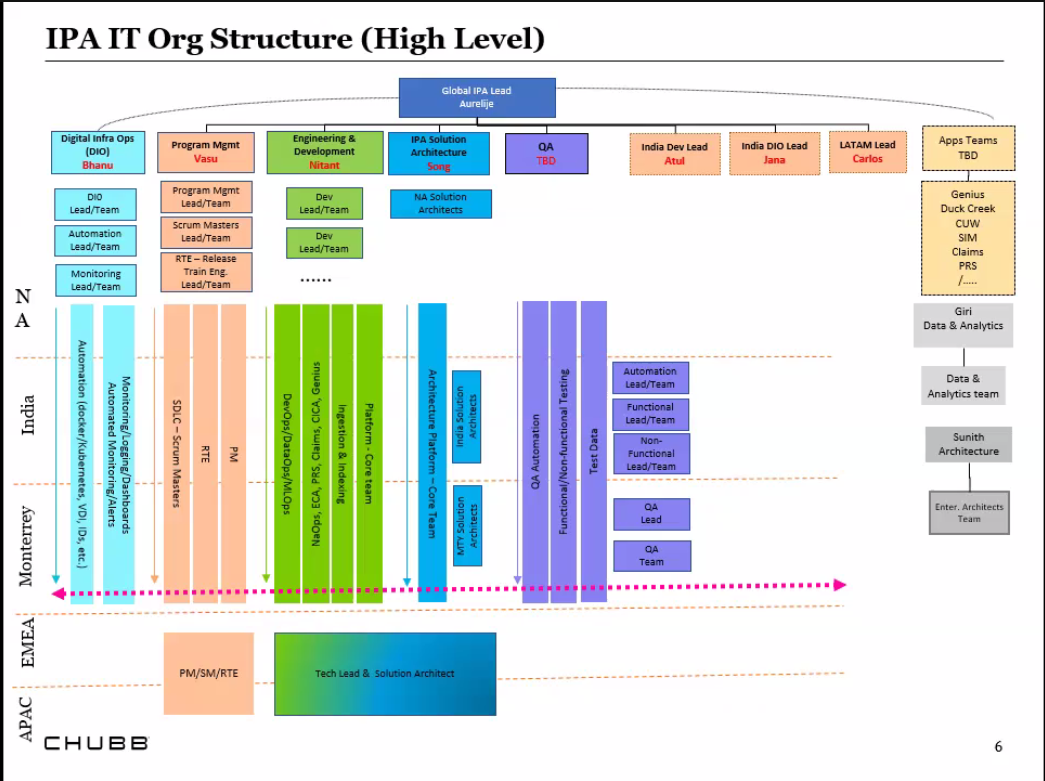 IPA IT Org Structure (High Level)
Global IPA Lead
Aurelije
Digital Infra Ops
(DIO)
Bhanu
Program Mgmt
Vasu
Engineering &
Development
Nitant
IPA Solution
Architecture
Song
QA
TBD
India Dev Lead
Atul
India DIO Lead
Jana
LATAM Lead
Carlos
Apps Teams
TBD
DI0
Lead/Team
Automation
Lead/Team
Monitoring
Lead/Team
Program Mgmt
Lead/Team
Scrum Masters
Lead/Team
RTE – Release
Train Eng.
Lead/Team
Dev
Lead/Team
Dev
Lead/Team
......
NA Solution
Architects
Genius
Duck Creek
CUW
SIM
Claims
PRS
/.....
Giri
Data & Analytics
Data &
Analytics team
Sunith
Architecture
Enter. Architects
Team
N
A
India
Monterrey
EMEA
APAC
Automation (docker/Kubernetes, VDI, IDs, etc.)
Monitoring/Logging/Dashboards
Automated Monitoring/Alerts
SDLC – Scrum Masters
RTE
PM
DevOps/DataOps/MLOps
NaOps, ECA, PRS, Claims, CICA, Genius
Ingestion & Indexing
Platform - Core team
Architecture Platform – Core Team
India Solution
Architects
MTY Solution
Architects
QA Automation
Functional/Non-functional Testing
Test Data
Automation
Lead/Team
Functional
Lead/Team
Non-
Functional
Lead/Team
QA
Lead
QA
Team
PM/SM/RTE
Tech Lead & Solution Architect
CHUBB
6